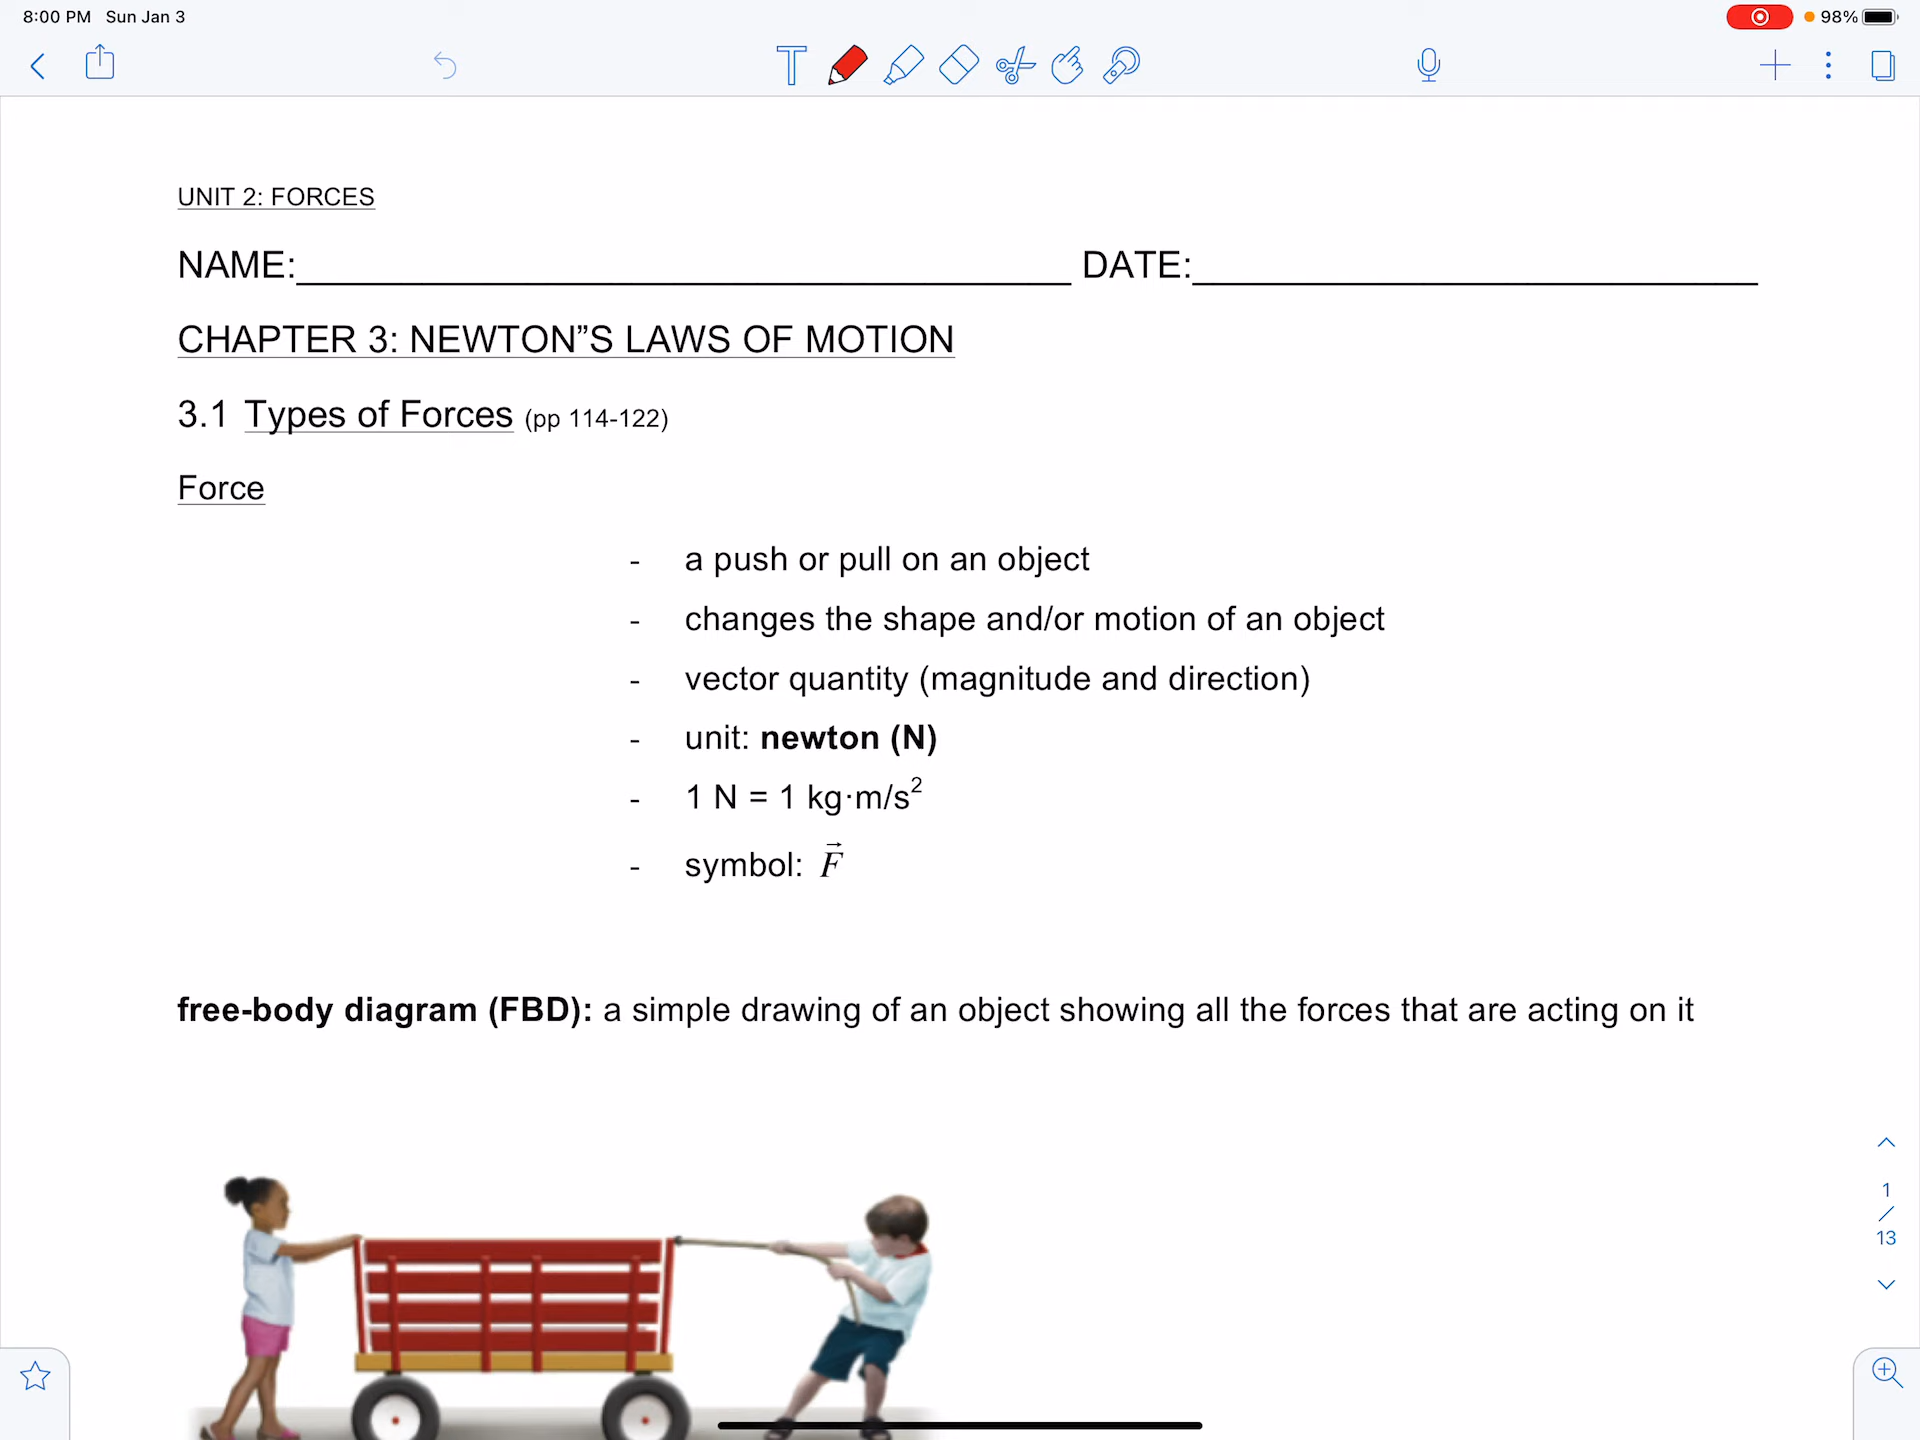 8:00 PM Sun Jan 3
98%
UNIT 2: FORCES
NAME:_____________________________________ DATE:___________________________
CHAPTER 3: NEWTON”S LAWS OF MOTION
3.1 Types of Forces (pp 114-122)
Force
- a push or pull on an object
- changes the shape and/or motion of an object
- vector quantity (magnitude and direction)
- unit: newton (N)
- 1 N = 1 kg·m/s²
- symbol: F⃗
free-body diagram (FBD): a simple drawing of an object showing all the forces that are acting on it
1
/
13